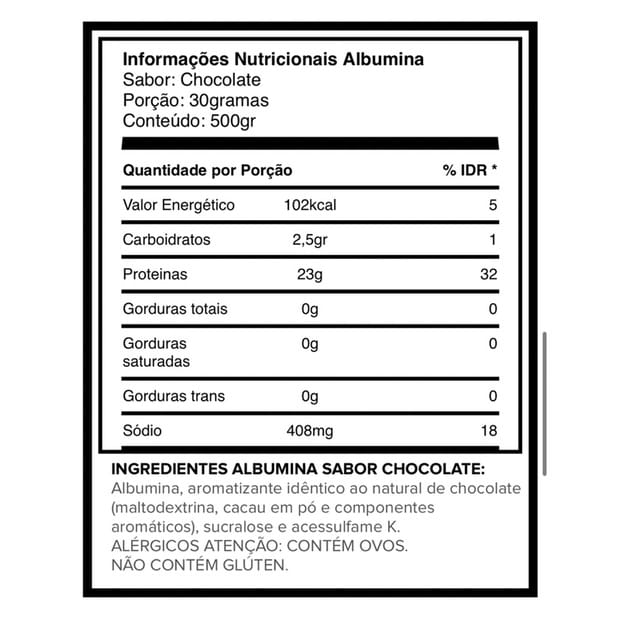 Informações Nutricionais Albumina
Sabor: Chocolate
Porção: 30gramas
Conteúdo: 500gr
Quantidade por Porção % IDR *
Valor Energético 102kcal 5
Carboidratos 2,5gr 1
Proteinas 23g 32
Gorduras totais 0g 0
Gorduras saturadas 0g 0
Gorduras trans 0g 0
Sódio 408mg 18
INGREDIENTES ALBUMINA SABOR CHOCOLATE:
Albumina, aromatizante idêntico ao natural de chocolate
(maltodextrina, cacau em pó e componentes
aromáticos), sucralose e acessulfame K.
ALÉRGICOS ATENÇÃO: CONTÉM OVOS.
NÃO CONTÉM GLÚTEN.